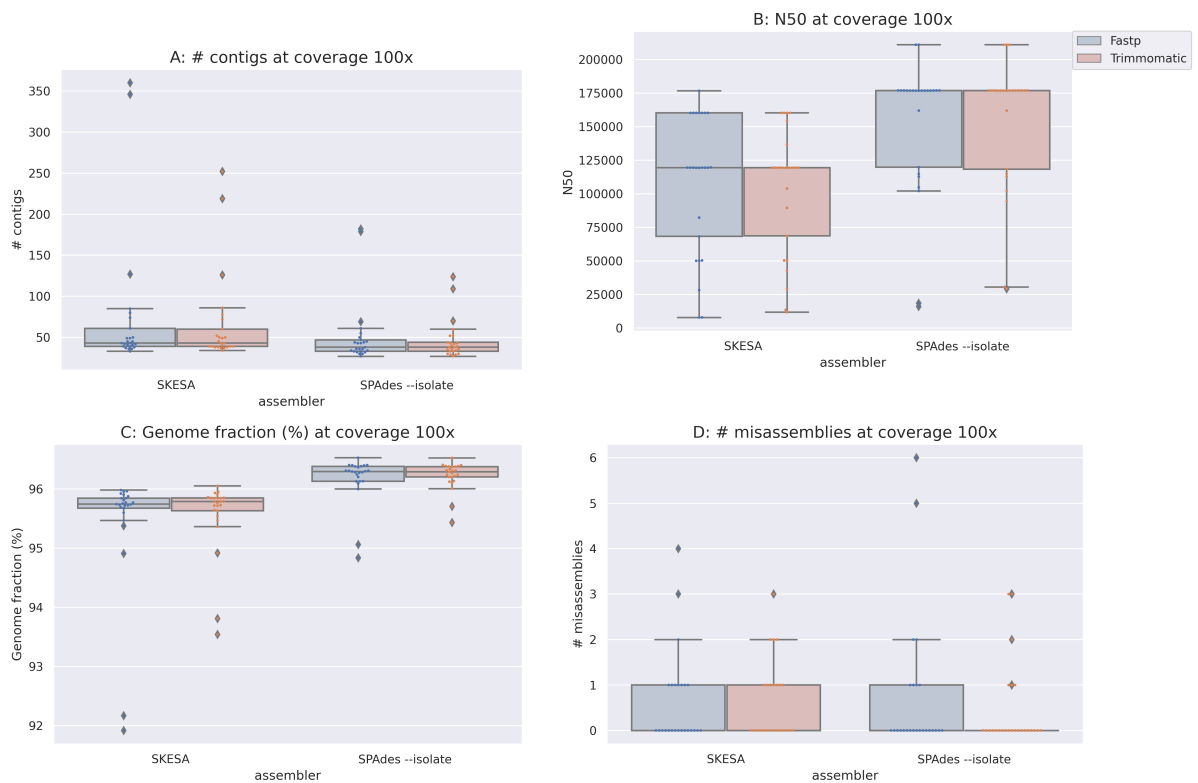 A: # contigs at coverage 100x
# contigs
350
300
250
200
150
100
50
SKESA
SPAdes --isolate
assembler
B: N50 at coverage 100x
N50
200000
175000
150000
125000
100000
75000
50000
25000
0
SKESA
SPAdes --isolate
assembler
Fastp
Trimmomatic
C: Genome fraction (%) at coverage 100x
Genome fraction (%)
96
95
94
93
92
SKESA
SPAdes --isolate
assembler
D: # misassemblies at coverage 100x
# misassemblies
6
5
4
3
2
1
0
SKESA
SPAdes --isolate
assembler